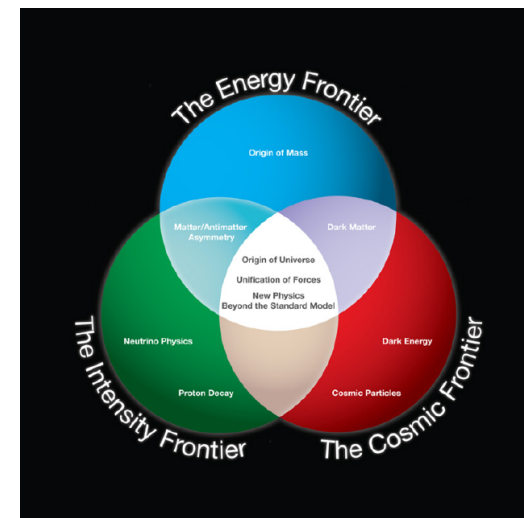 The Energy Frontier
Origin of Mass
Matter/Antimatter
Asymmetry
Dark Matter
Origin of Universe
Unification of Forces
New Physics
Beyond the Standard Model
Neutrino Physics
Dark Energy
Proton Decay
Cosmic Particles
The Intensity Frontier
The Cosmic Frontier